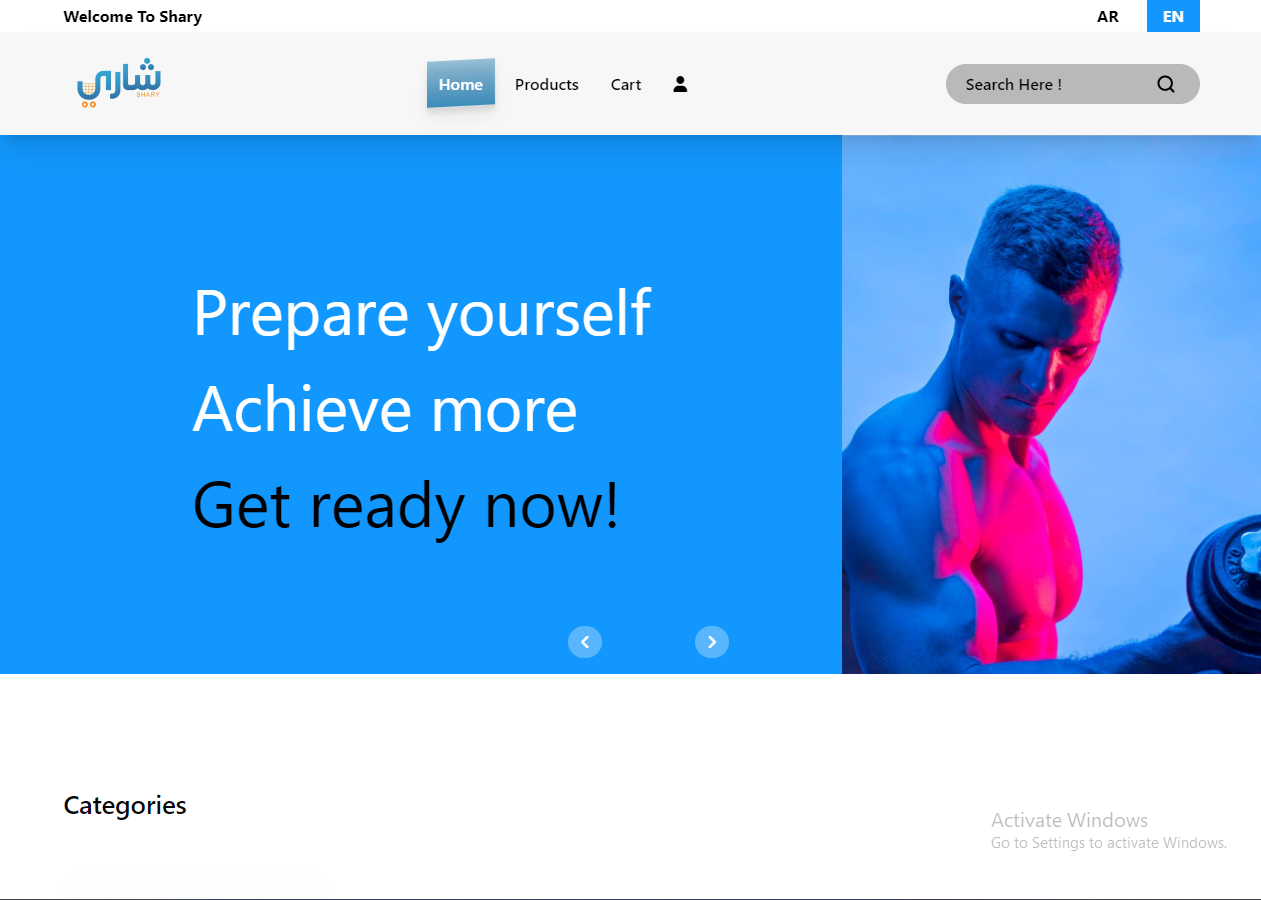 Welcome To Shary
AR
EN
شاري
SHARY
Home
Products
Cart
Search Here !
Prepare yourself
Achieve more
Get ready now!
Categories
Activate Windows
Go to Settings to activate Windows.